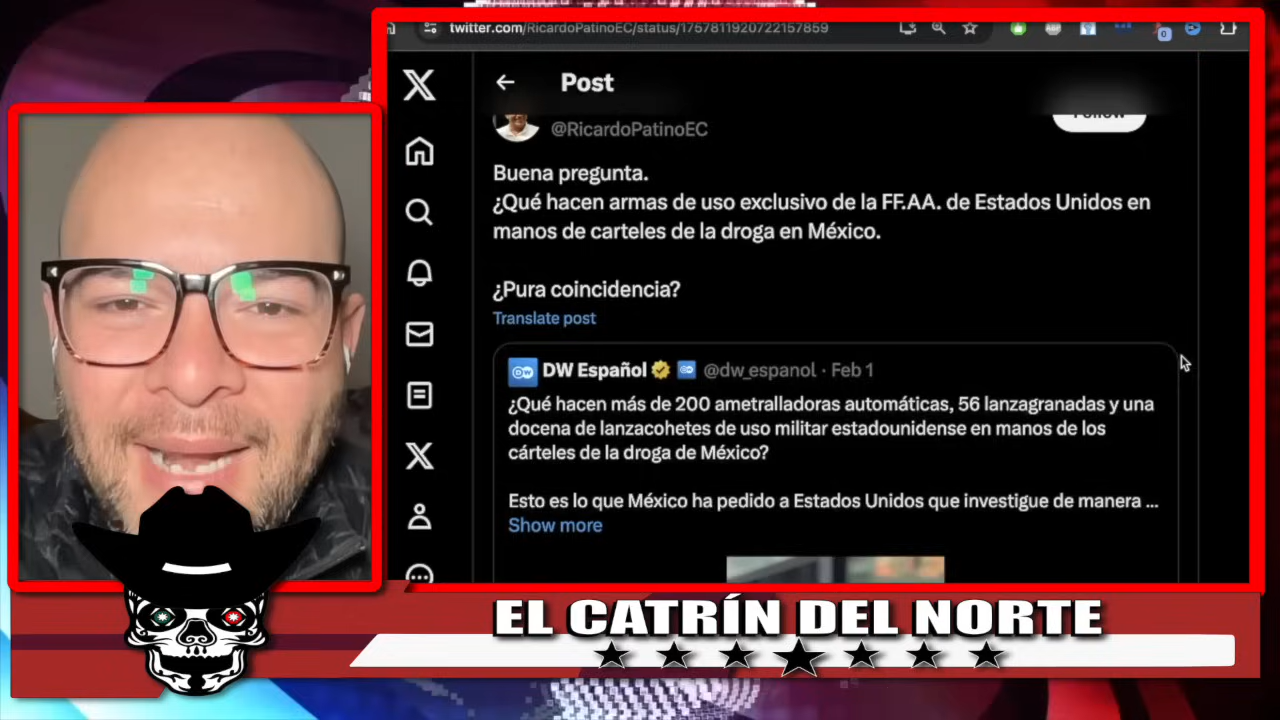 twitter.com/RicardoPatinoEC/status/1757811920722157859
0
Post
@RicardoPatinoEC
Follow
Buena pregunta.
¿Qué hacen armas de uso exclusivo de la FF.AA. de Estados Unidos en
manos de carteles de la droga en México.
¿Pura coincidencia?
Translate post
DW Español @dw_espanol · Feb 1
¿Qué hacen más de 200 ametralladoras automáticas, 56 lanzagranadas y una
docena de lanzacohetes de uso militar estadounidense en manos de los
cárteles de la droga de México?
Esto es lo que México ha pedido a Estados Unidos que investigue de manera ...
Show more
EL CATRÍN DEL NORTE